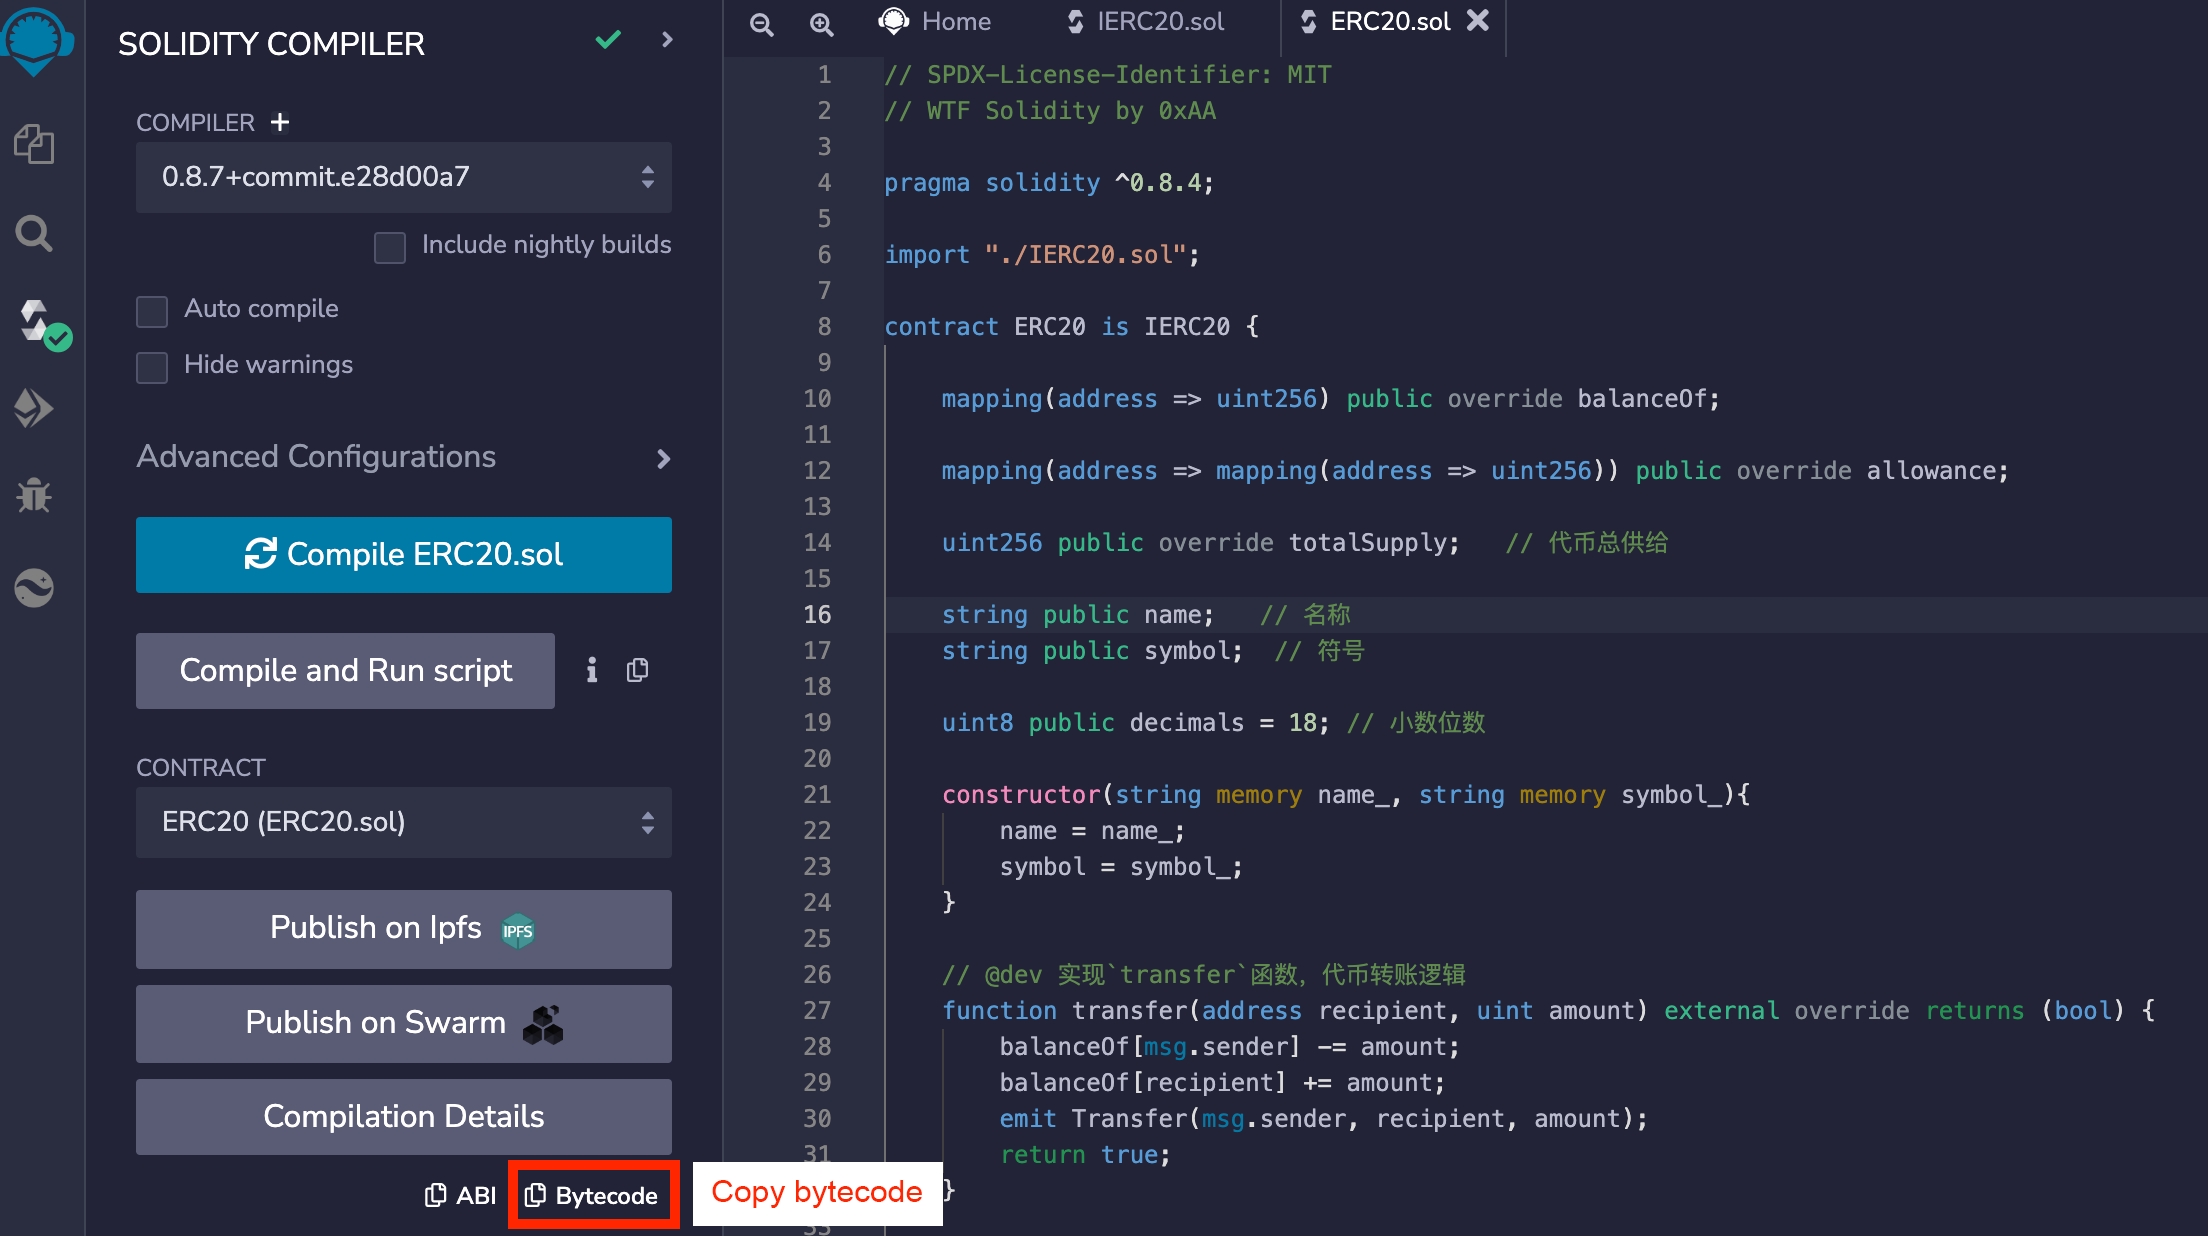 SOLIDITY COMPILER
COMPILER +
0.8.7+commit.e28d00a7
Include nightly builds
Auto compile
Hide warnings
Advanced Configurations
Compile ERC20.sol
Compile and Run script
CONTRACT
ERC20 (ERC20.sol)
Publish on Ipfs IPFS
Publish on Swarm
Compilation Details
ABI Bytecode
Copy bytecode
Home IERC20.sol ERC20.sol
1 // SPDX-License-Identifier: MIT
2 // WTF Solidity by 0xAA
3
4 pragma solidity ^0.8.4;
5
6 import "./IERC20.sol";
7
8 contract ERC20 is IERC20 {
9
10 mapping(address => uint256) public override balanceOf;
11
12 mapping(address => mapping(address => uint256)) public override allowance;
13
14 uint256 public override totalSupply; // 代币总供给
15
16 string public name; // 名称
17 string public symbol; // 符号
18
19 uint8 public decimals = 18; // 小数位数
20
21 constructor(string memory name_, string memory symbol_){
22 name = name_;
23 symbol = symbol_;
24 }
25
26 // @dev 实现`transfer`函数，代币转账逻辑
27 function transfer(address recipient, uint amount) external override returns (bool) {
28 balanceOf[msg.sender] -= amount;
29 balanceOf[recipient] += amount;
30 emit Transfer(msg.sender, recipient, amount);
31 return true;
}
33